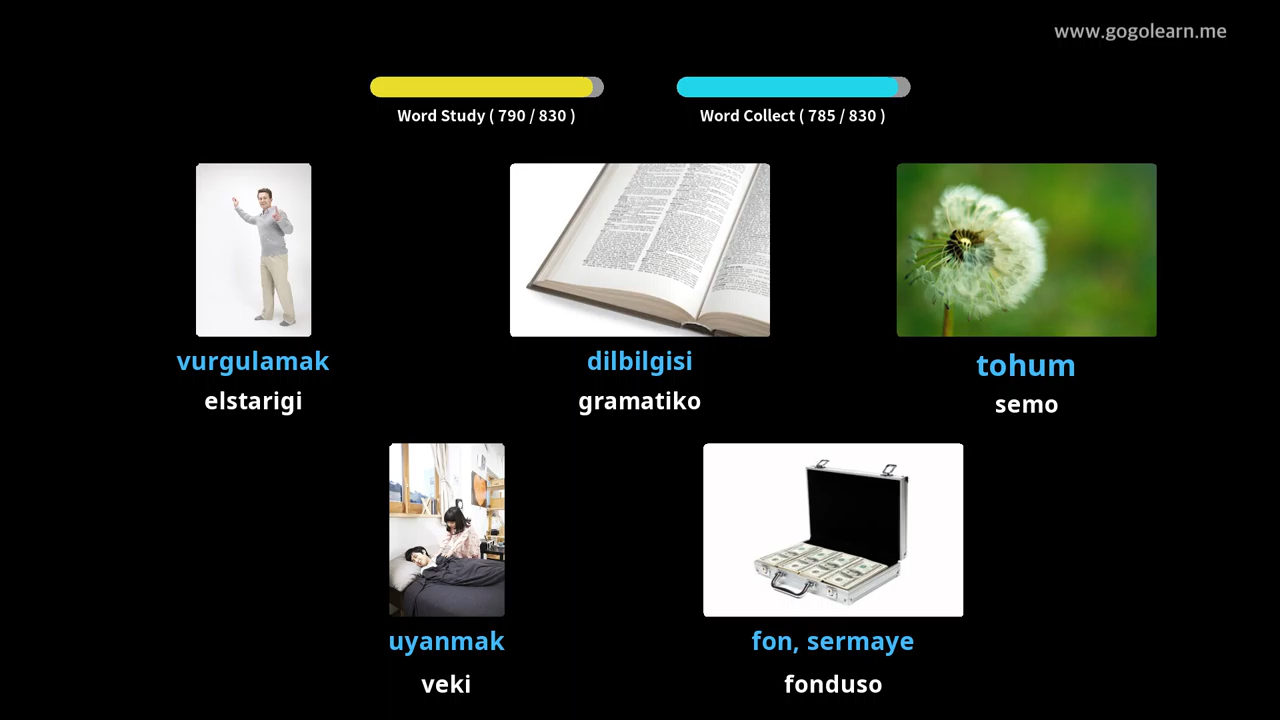 www.gogolearn.me
Word Study ( 790 / 830 )
Word Collect ( 785 / 830 )
vurgulamak
elstarigi
dilbilgisi
gramatiko
tohum
semo
uyanmak
veki
fon, sermaye
fonduso